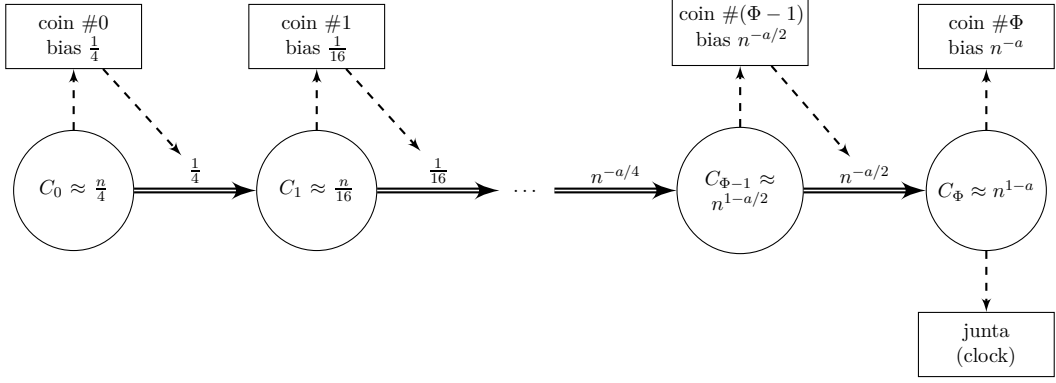 coin #0
bias 1/4
coin #1
bias 1/16
coin #(Φ − 1)
bias n^{−a/2}
coin #Φ
bias n^{−a}
C_0 ≈ n/4
1/4
C_1 ≈ n/16
1/16
···
n^{−a/4}
C_{Φ−1} ≈
n^{1−a/2}
n^{−a/2}
C_Φ ≈ n^{1−a}
junta
(clock)